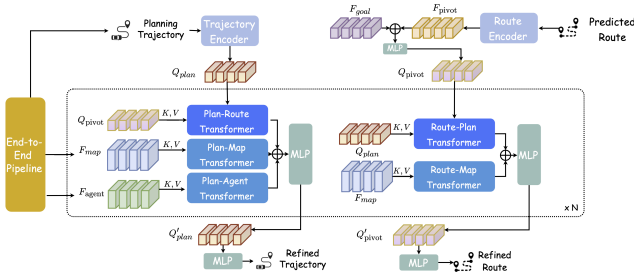 Planning
Trajectory
Trajectory
Encoder
F_goal
F_pivot
MLP
Route
Encoder
Predicted
Route
Q_plan
Q_pivot
End-to-
End
Pipeline
Q_pivot
K, V
Plan-Route
Transformer
F_map
K, V
Plan-Map
Transformer
F_agent
K, V
Plan-Agent
Transformer
MLP
Q_plan
K, V
Route-Plan
Transformer
F_map
K, V
Route-Map
Transformer
MLP
x N
Q'_plan
MLP
Refined
Trajectory
Q'_pivot
MLP
Refined
Route